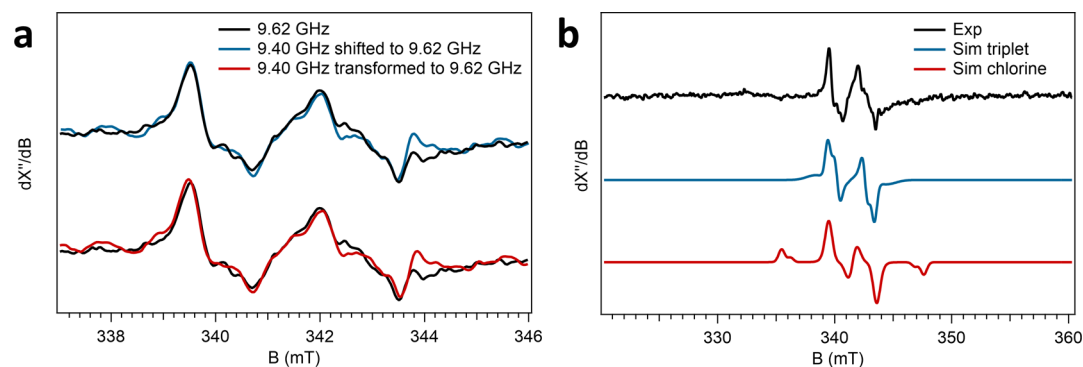 a
9.62 GHz
9.40 GHz shifted to 9.62 GHz
9.40 GHz transformed to 9.62 GHz
dX"/dB
338
340
342
344
346
B (mT)
b
Exp
Sim triplet
Sim chlorine
dX"/dB
330
340
350
360
B (mT)